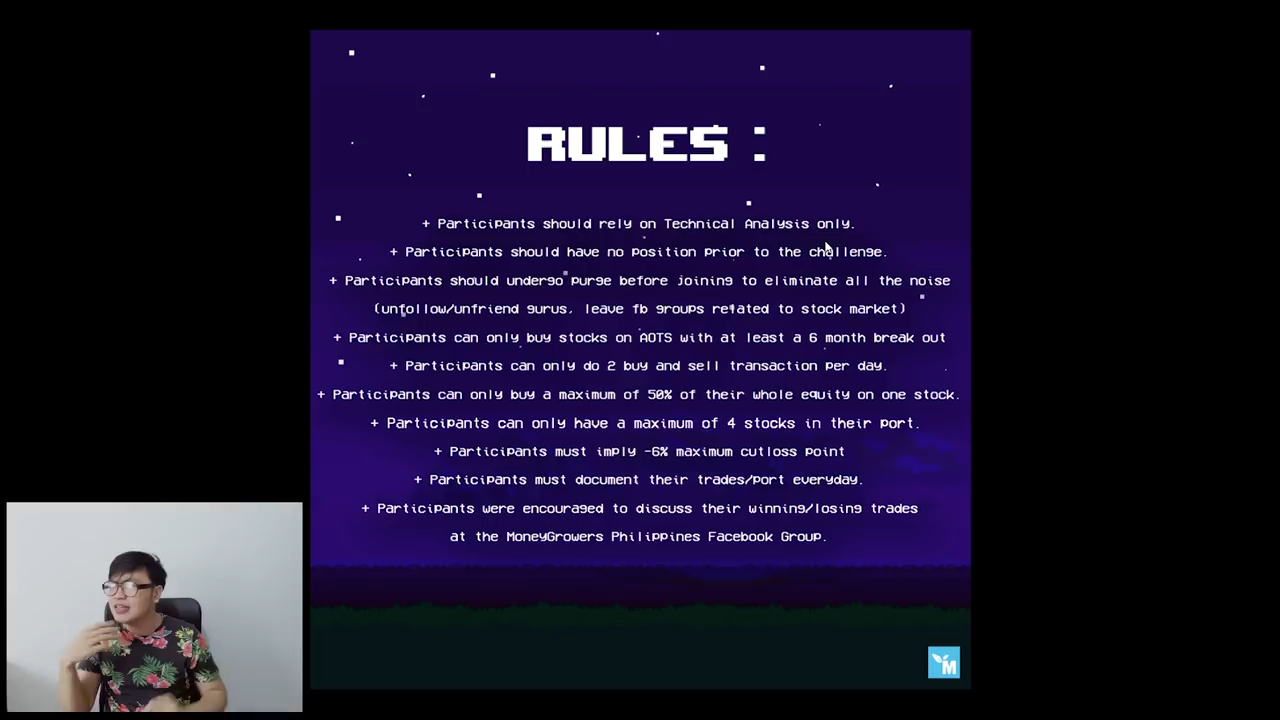 RULES :
+ Participants should rely on Technical Analysis only.
+ Participants should have no position prior to the challenge.
+ Participants should undergo purge before joining to eliminate all the noise
(unfollow/unfriend gurus, leave fb groups related to stock market)
+ Participants can only buy stocks on AOTS with at least a 6 month break out
+ Participants can only do 2 buy and sell transaction per day.
+ Participants can only buy a maximum of 50% of their whole equity on one stock.
+ Participants can only have a maximum of 4 stocks in their port.
+ Participants must imply -6% maximum cutloss point
+ Participants must document their trades/port everyday.
+ Participants were encouraged to discuss their winning/losing trades
at the MoneyGrowers Philippines Facebook Group.
M